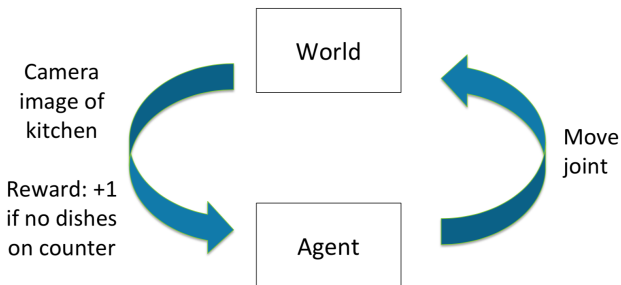 World
Camera
image of
kitchen
Move
joint
Reward: +1
if no dishes
on counter
Agent